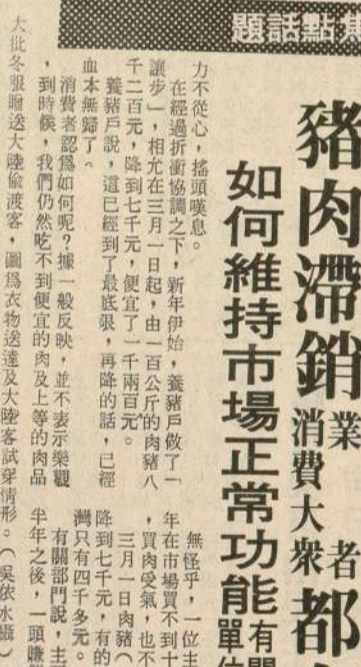 焦點話題
豬肉滯銷
業者
消費大眾
都
如何維持市場正常功能
有關
單位
力不從心，搖頭嘆息。
在經過折衝協調之下，新年伊始，養豬戶做了「
讓步」，相允在三月一日起，由一百公斤的肉豬八
千二百元，降到七千元，便宜了一千兩百元。
養豬戶說，這已經到了最底限，再降的話，已經
血本無歸了。
消費者認爲如何呢？據一般反映，並不表示樂觀
，到時候，我們仍然吃不到便宜的肉及上等的肉品
大批冬服贈送大陸偸渡客，圖爲衣物送達及大陸客試穿情形。（吳依水攝）
無怪乎，一位主
年在市場買不到十
，買肉受氣，也不
三月一日肉豬（
降到七千元，有的
灣只有四千多元。
有關部門說，主
半年之後，一頭賺